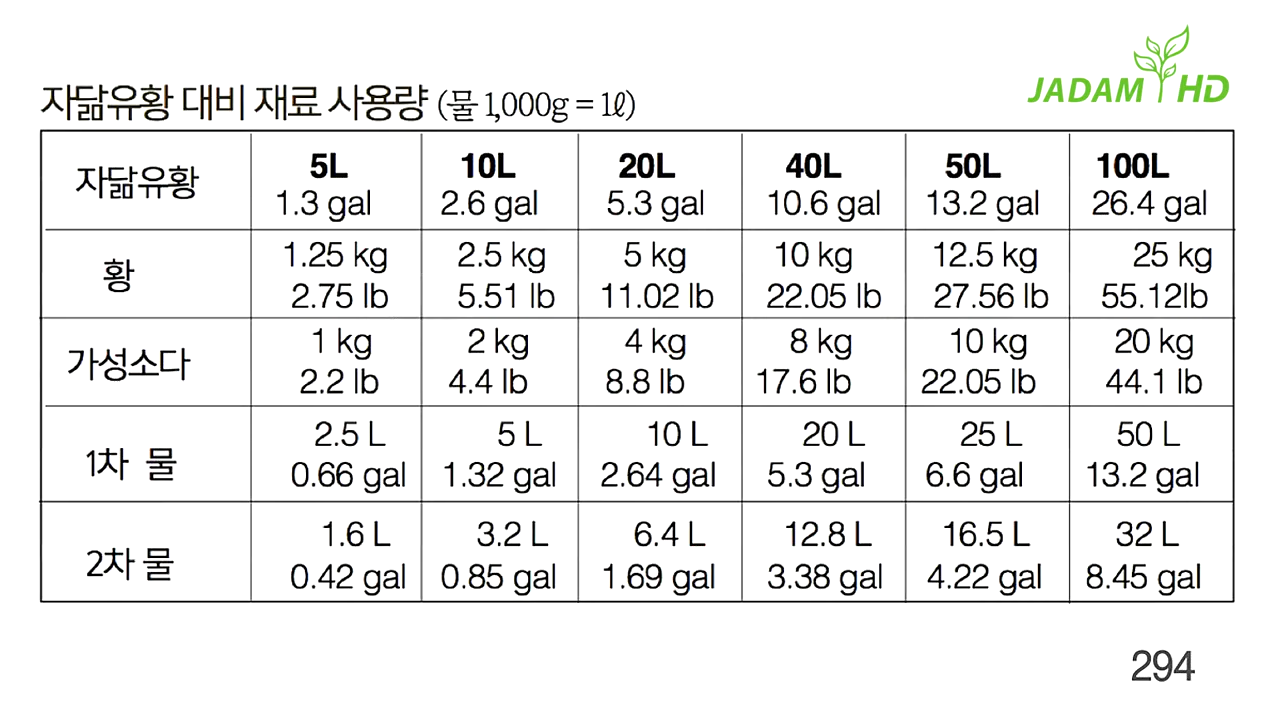 JADAM HD
자닮유황 대비 재료 사용량 (물 1,000g = 1ℓ)
자닮유황 5L 10L 20L 40L 50L 100L
1.3 gal 2.6 gal 5.3 gal 10.6 gal 13.2 gal 26.4 gal
황 1.25 kg 2.5 kg 5 kg 10 kg 12.5 kg 25 kg
2.75 lb 5.51 lb 11.02 lb 22.05 lb 27.56 lb 55.12lb
가성소다 1 kg 2 kg 4 kg 8 kg 10 kg 20 kg
2.2 lb 4.4 lb 8.8 lb 17.6 lb 22.05 lb 44.1 lb
1차 물 2.5 L 5 L 10 L 20 L 25 L 50 L
0.66 gal 1.32 gal 2.64 gal 5.3 gal 6.6 gal 13.2 gal
2차 물 1.6 L 3.2 L 6.4 L 12.8 L 16.5 L 32 L
0.42 gal 0.85 gal 1.69 gal 3.38 gal 4.22 gal 8.45 gal
294